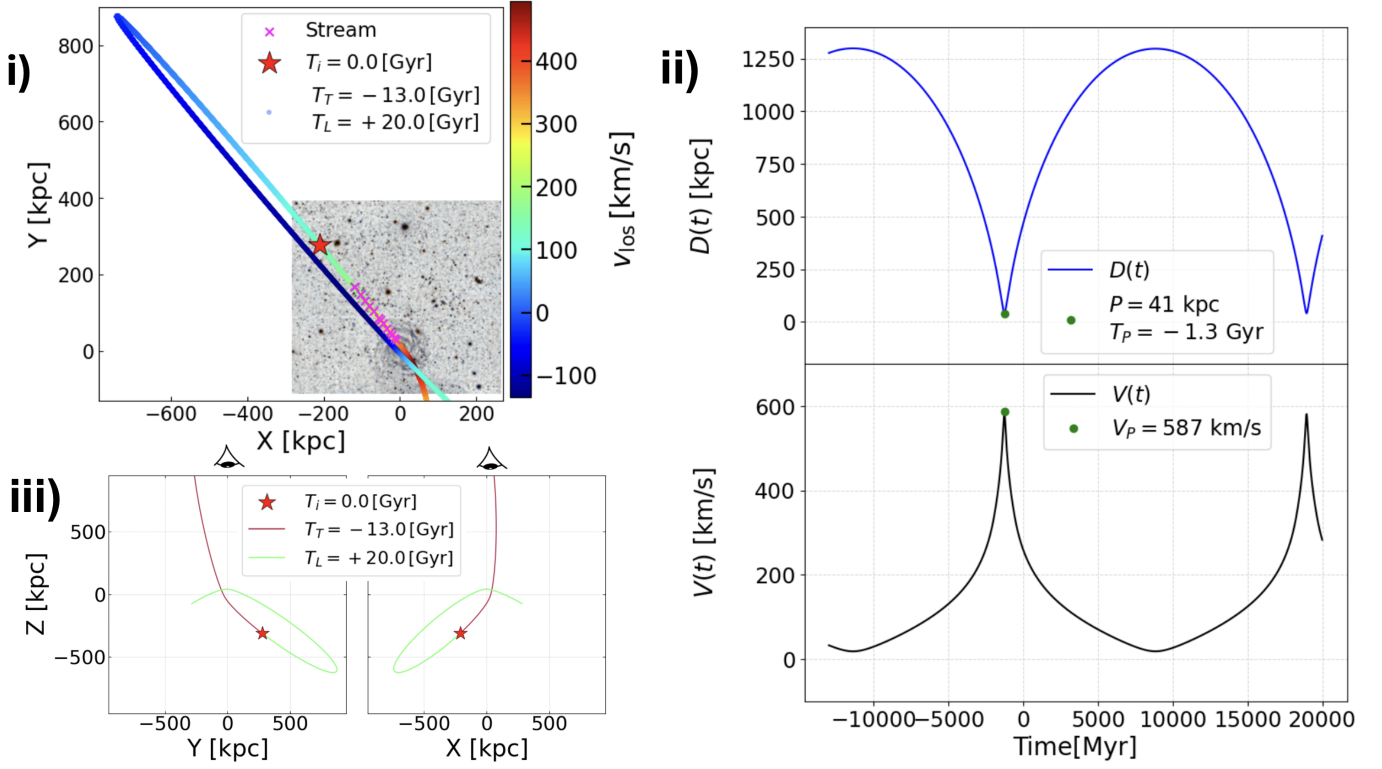 i)
Y [kpc]
800
600
400
200
0
−600
−400
−200
0
200
X [kpc]
Stream
T_i = 0.0 [Gyr]
T_T = −13.0 [Gyr]
T_L = +20.0 [Gyr]
400
300
200
100
0
−100
v_los [km/s]
ii)
D(t) [kpc]
1250
1000
750
500
250
0
D(t)
P = 41 kpc
T_P = −1.3 Gyr
V(t) [km/s]
600
400
200
0
V(t)
V_P = 587 km/s
−10000
−5000
0
5000
10000
15000
20000
Time[Myr]
iii)
Z [kpc]
500
0
−500
T_i = 0.0 [Gyr]
T_T = −13.0 [Gyr]
T_L = +20.0 [Gyr]
−500
0
500
Y [kpc]
−500
0
500
X [kpc]